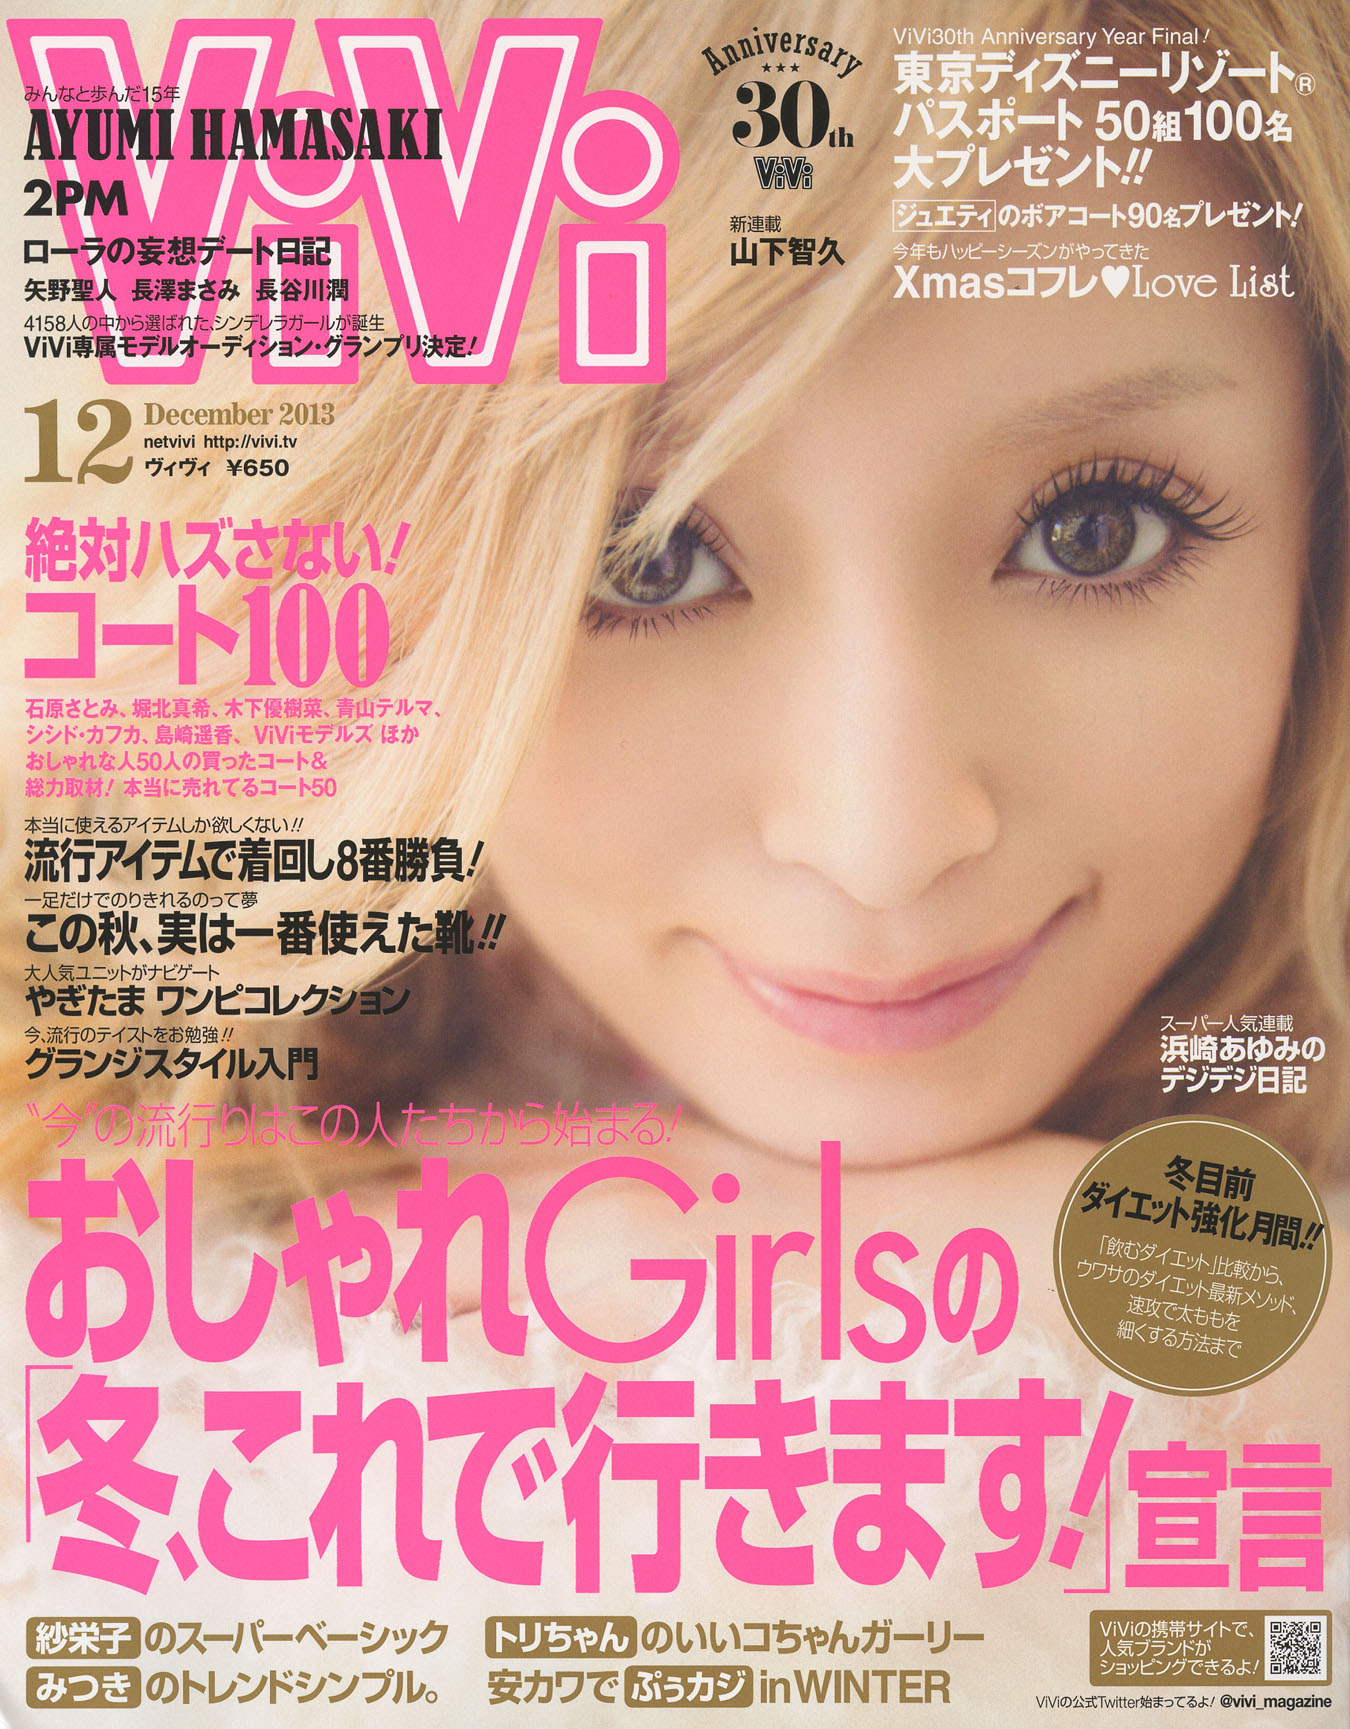 ViVi
みんなと歩んだ15年
AYUMI HAMASAKI
2PM
ローラの妄想デート日記
矢野聖人 長澤まさみ 長谷川潤
4158人の中から選ばれた、シンデレラガールが誕生
ViVi専属モデルオーディション・グランプリ決定!
Anniversary
30th
ViVi
新連載
山下智久
ViVi30th Anniversary Year Final!
東京ディズニーリゾート®
パスポート 50組100名
大プレゼント!!
ジュエティのボアコート90名プレゼント!
今年もハッピーシーズンがやってきた
Xmasコフレ♥Love List
12 December 2013
netvivi http://vivi.tv
ヴィヴィ ¥650
絶対ハズさない!
コート100
石原さとみ、堀北真希、木下優樹菜、青山テルマ、
シシド・カフカ、島崎遥香、ViViモデルズ ほか
おしゃれな人50人の買ったコート&
総力取材! 本当に売れてるコート50
本当に使えるアイテムしか欲しくない!!
流行アイテムで着回し8番勝負!
一足だけでのりきれるのって夢
この秋、実は一番使えた靴!!
大人気ユニットがナビゲート
やぎたま ワンピコレクション
今、流行のテイストをお勉強!!
グランジスタイル入門
スーパー人気連載
浜崎あゆみの
デジデジ日記
"今"の流行りはこの人たちから始まる!
おしゃれGirlsの
「冬、これで行きます!」宣言
冬目前
ダイエット強化月間!!
「飲むダイエット」比較から、
ウワサのダイエット最新メソッド、
速攻で太ももを
細くする方法まで
紗栄子のスーパーベーシック
みつきのトレンドシンプル。
トリちゃんのいいコちゃんガーリー
安カワでぷぅカジ in WINTER
ViViの携帯サイトで、
人気ブランドが
ショッピングできるよ!
ViViの公式Twitter始まってるよ! @vivi_magazine